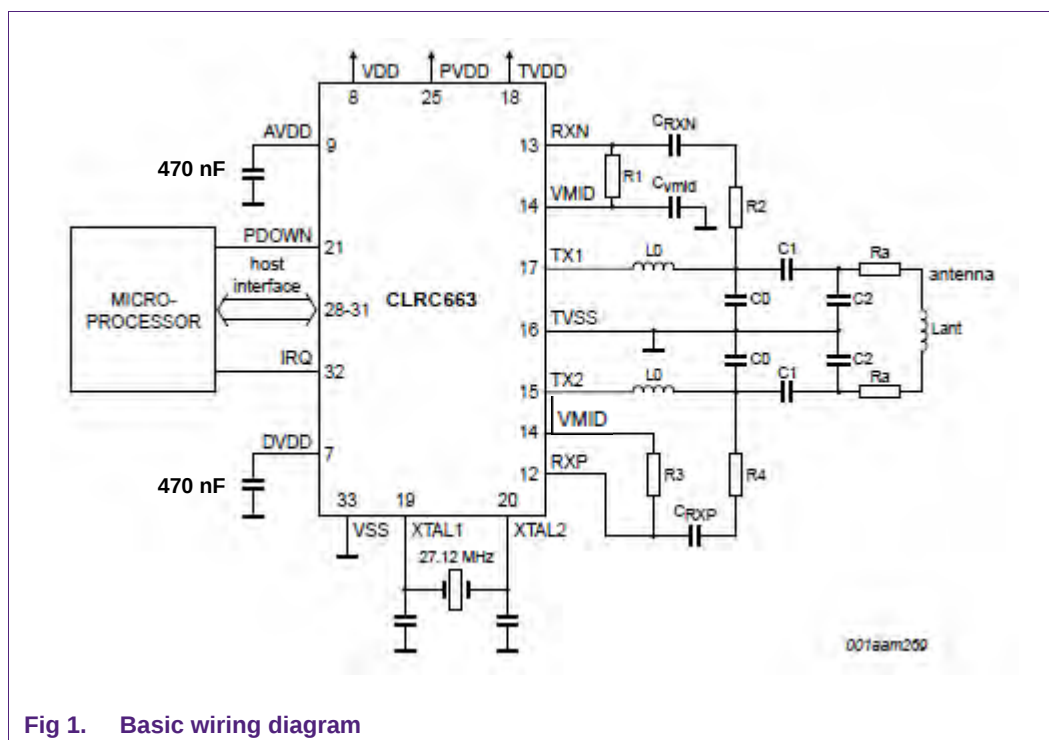 VDD PVDD TVDD
8 25 18
AVDD 9
470 nF
RXN 13
CRXN
R1
VMID 14
Cvmid
R2
PDOWN 21
host
interface
MICRO-
PROCESSOR
28-31
CLRC663
IRQ 32
TX1 17
L0
C1
Ra
antenna
C0
C2
TVSS 16
Lant
C0
C2
TX2 15
L0
C1
Ra
VMID 14
DVDD 7
RXP 12
R3
R4
470 nF
CRXP
33 19 20
VSS XTAL1 XTAL2
27.12 MHz
001aam269
Fig 1. Basic wiring diagram